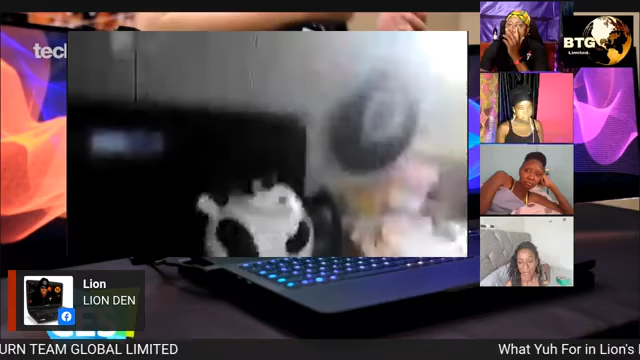 tech
BTG
Limited.
Lion
LION DEN
URN TEAM GLOBAL LIMITED
What Yuh For in Lion's